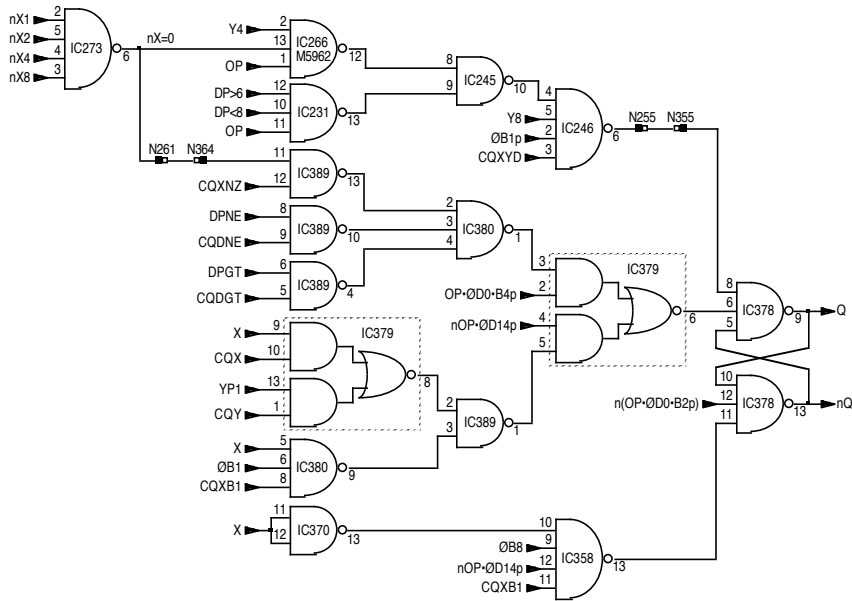 nX1 2
nX2 5
nX4 4
nX8 3
IC273
6
nX=0
Y4 2
13
OP 1
IC266
M5962
12
DP>6 12
DP<8 10
OP 11
IC231
13
8
9
IC245
10
4
Y8 5
ØB1p 2
CQXYD 3
IC246
6
N255 N355
N261 N364
11
CQXNZ 12
IC389
13
DPNE 8
CQDNE 9
IC389
10
DPGT 6
CQDGT 5
IC389
4
2
3
4
IC380
1
IC379
3
OP•ØD0•B4p 2
nOP•ØD14p 4
5
6
IC379
X 9
CQX 10
YP1 13
CQY 1
8
X 5
ØB1 6
CQXB1 8
IC380
9
2
3
IC389
1
X 11
12
IC370
13
10
ØB8 9
nOP•ØD14p 12
CQXB1 11
IC358
13
8
6
5
IC378
9
Q
10
n(OP•ØD0•B2p) 12
11
IC378
13
nQ